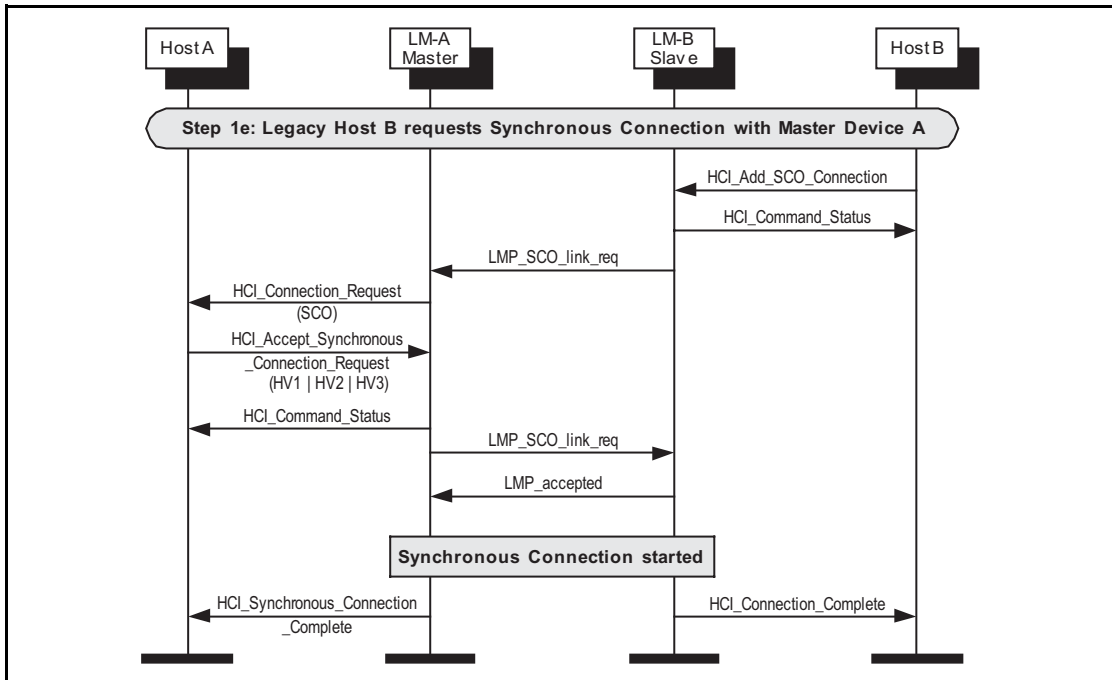 Host A
LM-A
Master
LM-B
Slave
Host B
Step 1e: Legacy Host B requests Synchronous Connection with Master Device A
HCI_Add_SCO_Connection
HCI_Command_Status
LMP_SCO_link_req
HCI_Connection_Request
(SCO)
HCI_Accept_Synchronous
_Connection_Request
(HV1 | HV2 | HV3)
HCI_Command_Status
LMP_SCO_link_req
LMP_accepted
Synchronous Connection started
HCI_Synchronous_Connection
_Complete
HCI_Connection_Complete